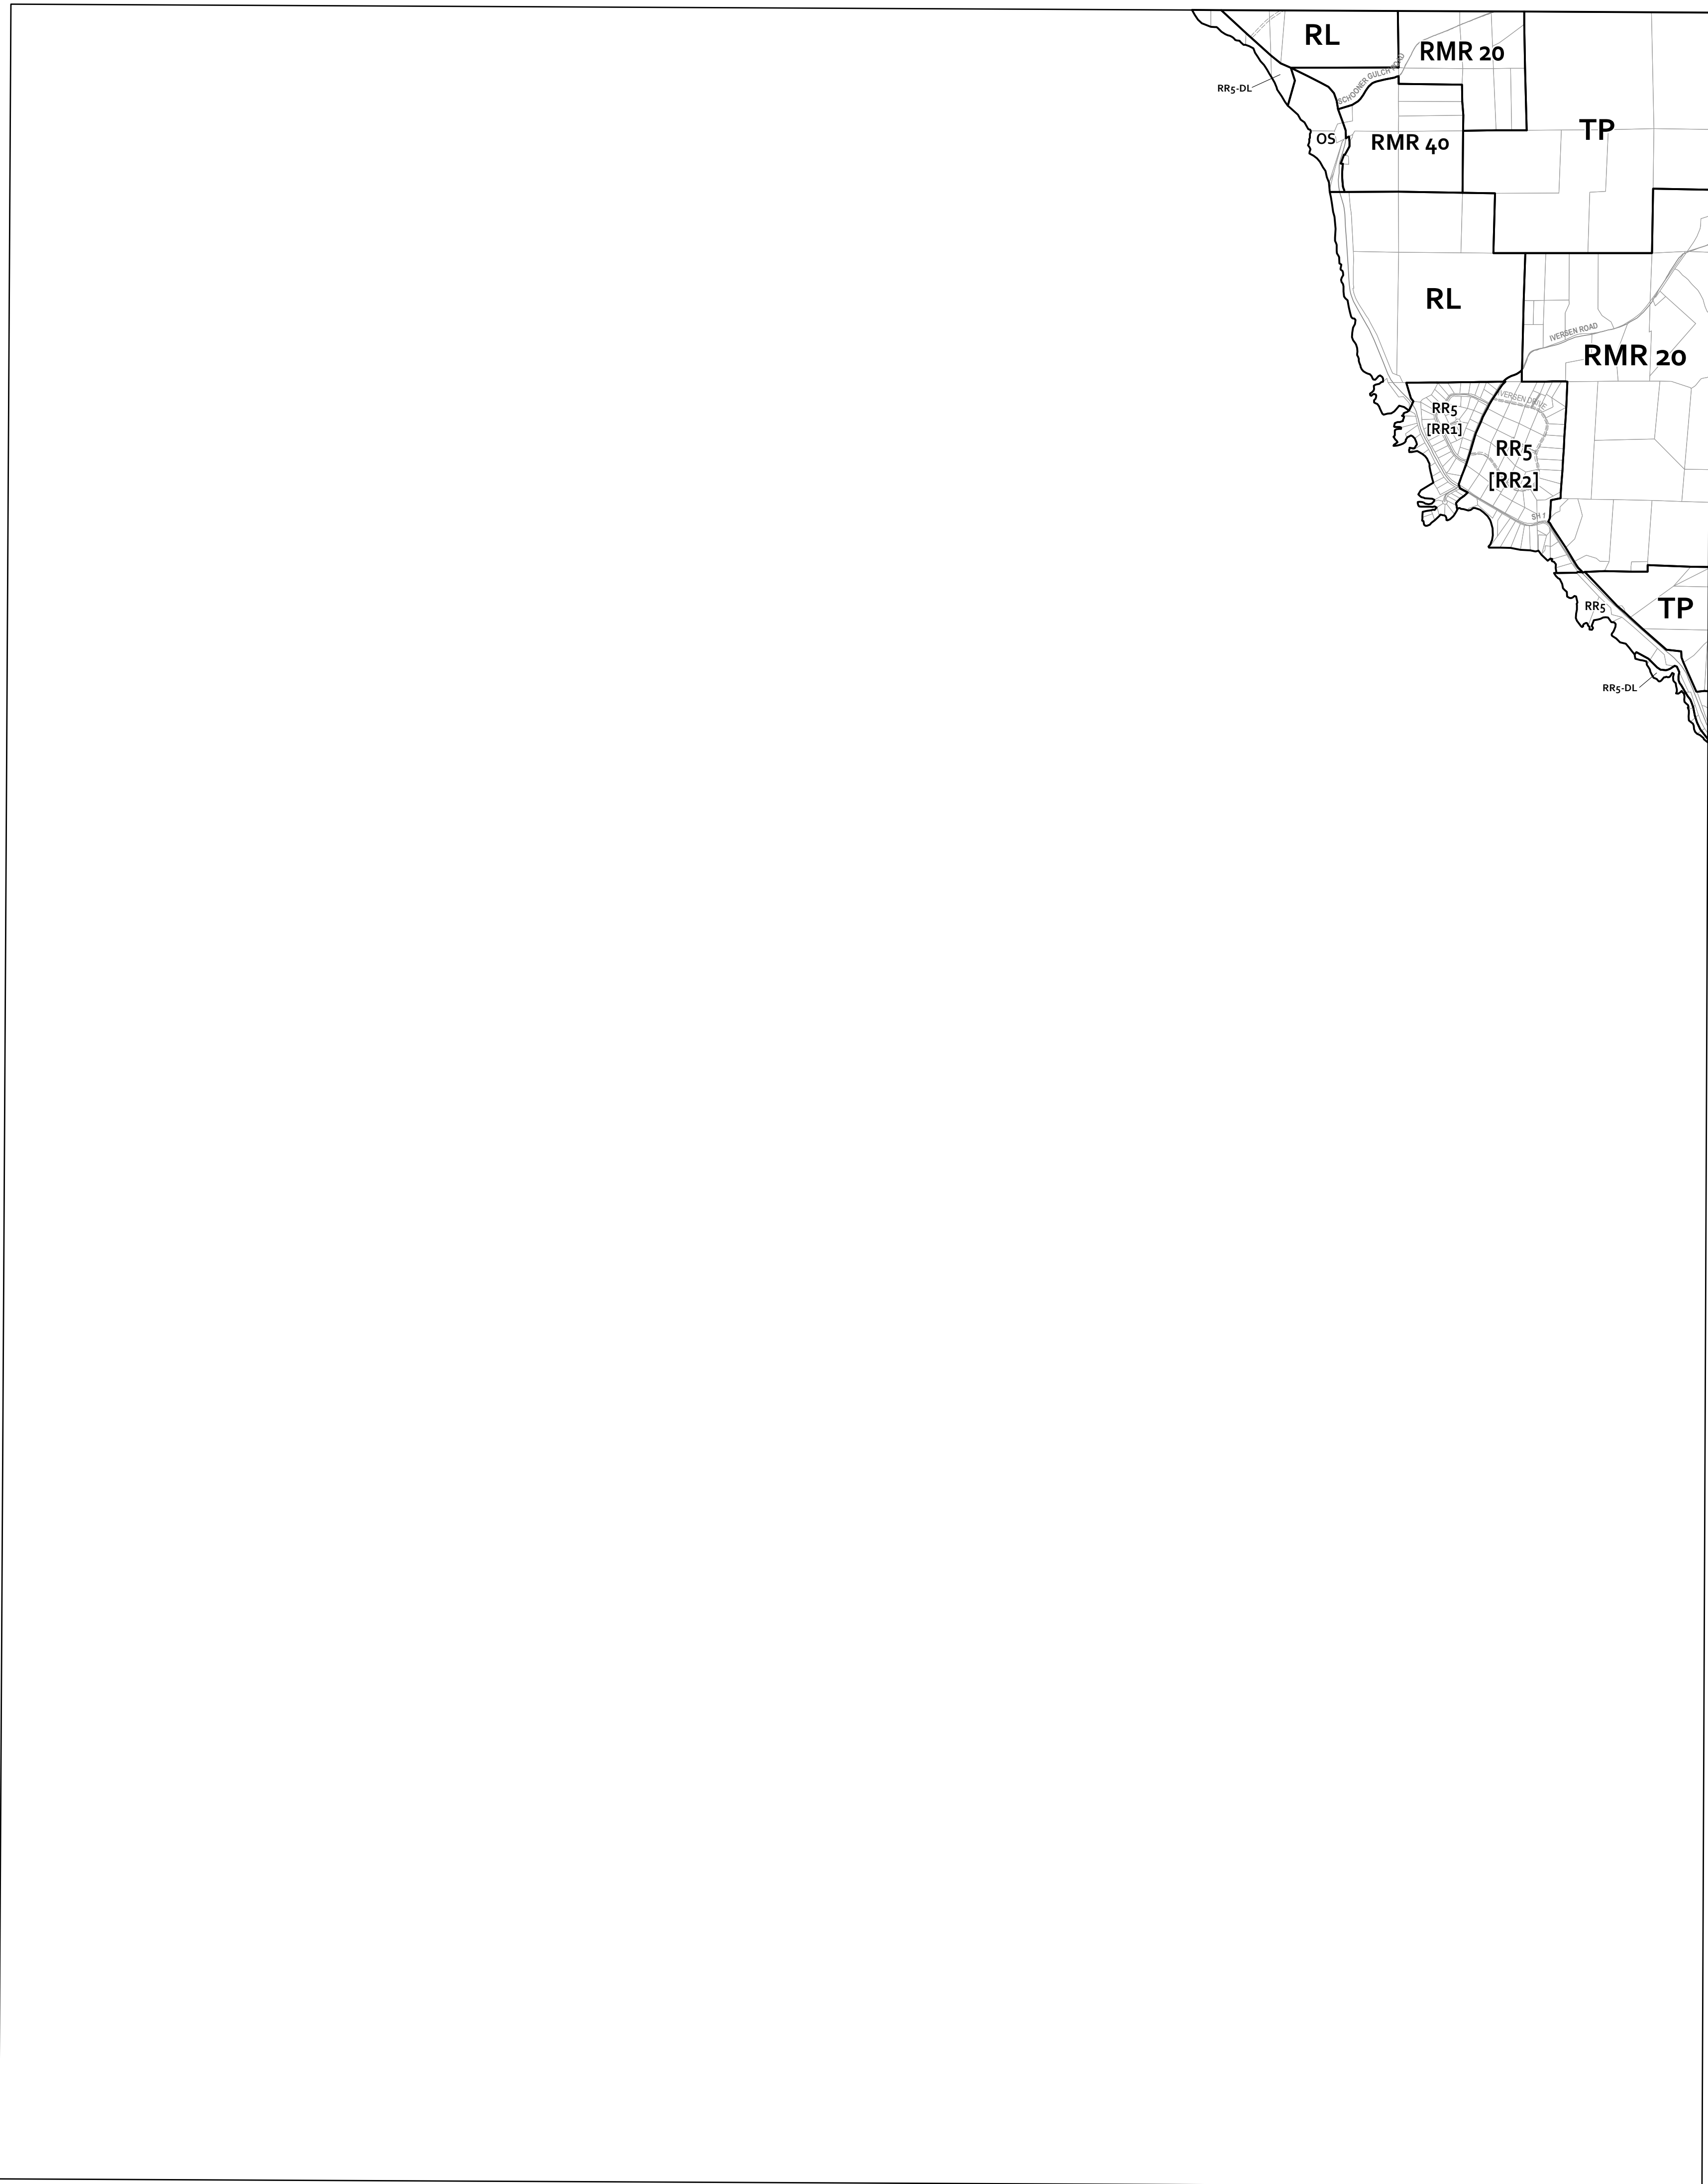 RL
RMR 20
SCHOONER GULCH ROAD
RR5-DL
TP
OS
RMR 40
RL
IVERSEN ROAD
RMR 20
IVERSEN DRIVE
RR5
[RR1]
RR5
[RR2]
SH 1
RR5
TP
RR5-DL